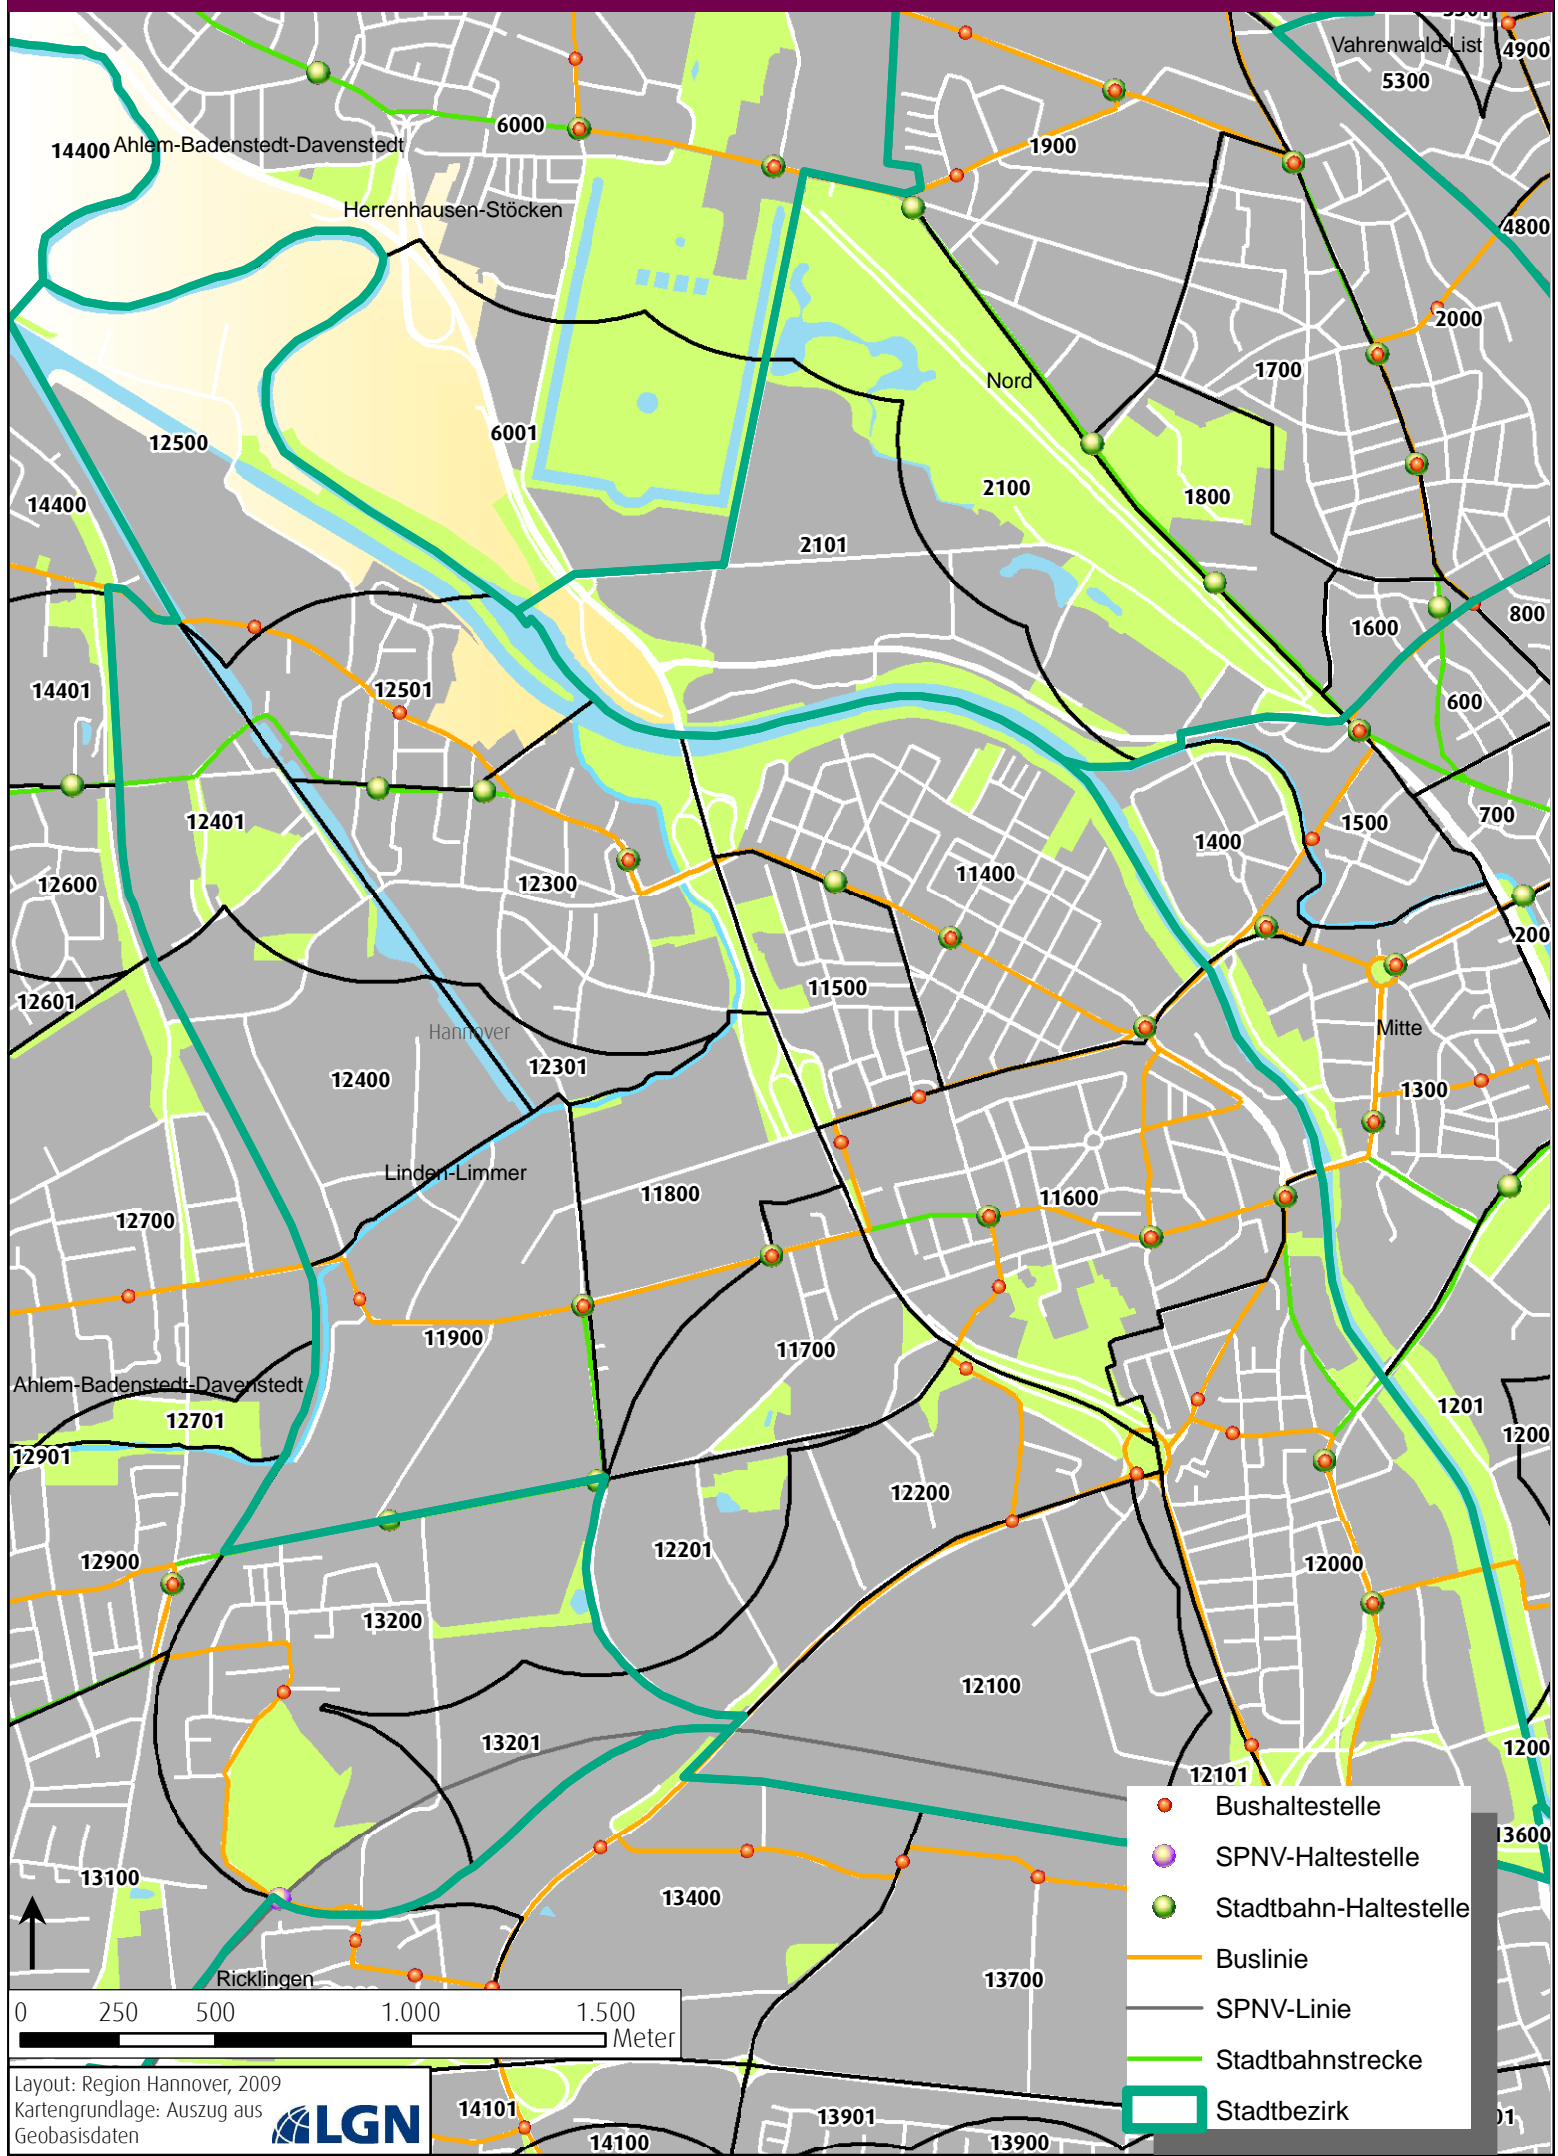 Vahrenwald-List
4900
5300
14400
Ahlem-Badenstedt-Davenstedt
6000
1900
Herrenhausen-Stöcken
4800
2000
Nord
1700
6001
12500
14400
2100
1800
2101
1600
800
14401
12501
600
12401
1400
1500
700
12600
12300
11400
200
11500
12601
Hannover
Mitte
12400
12301
1300
Linden-Limmer
11800
11600
12700
11900
11700
Ahlem-Badenstedt-Davenstedt
12701
1201
1200
12901
12200
12201
12900
12000
13200
12100
13201
1200
12101
13100
13400
13600
13700
Ricklingen
Bushaltestelle
SPNV-Haltestelle
Stadtbahn-Haltestelle
Buslinie
SPNV-Linie
Stadtbahnstrecke
Stadtbezirk
0 250 500 1.000 1.500
Meter
Layout: Region Hannover, 2009
Kartengrundlage: Auszug aus
Geobasisdaten
LGN
14101
14100
13901
13900